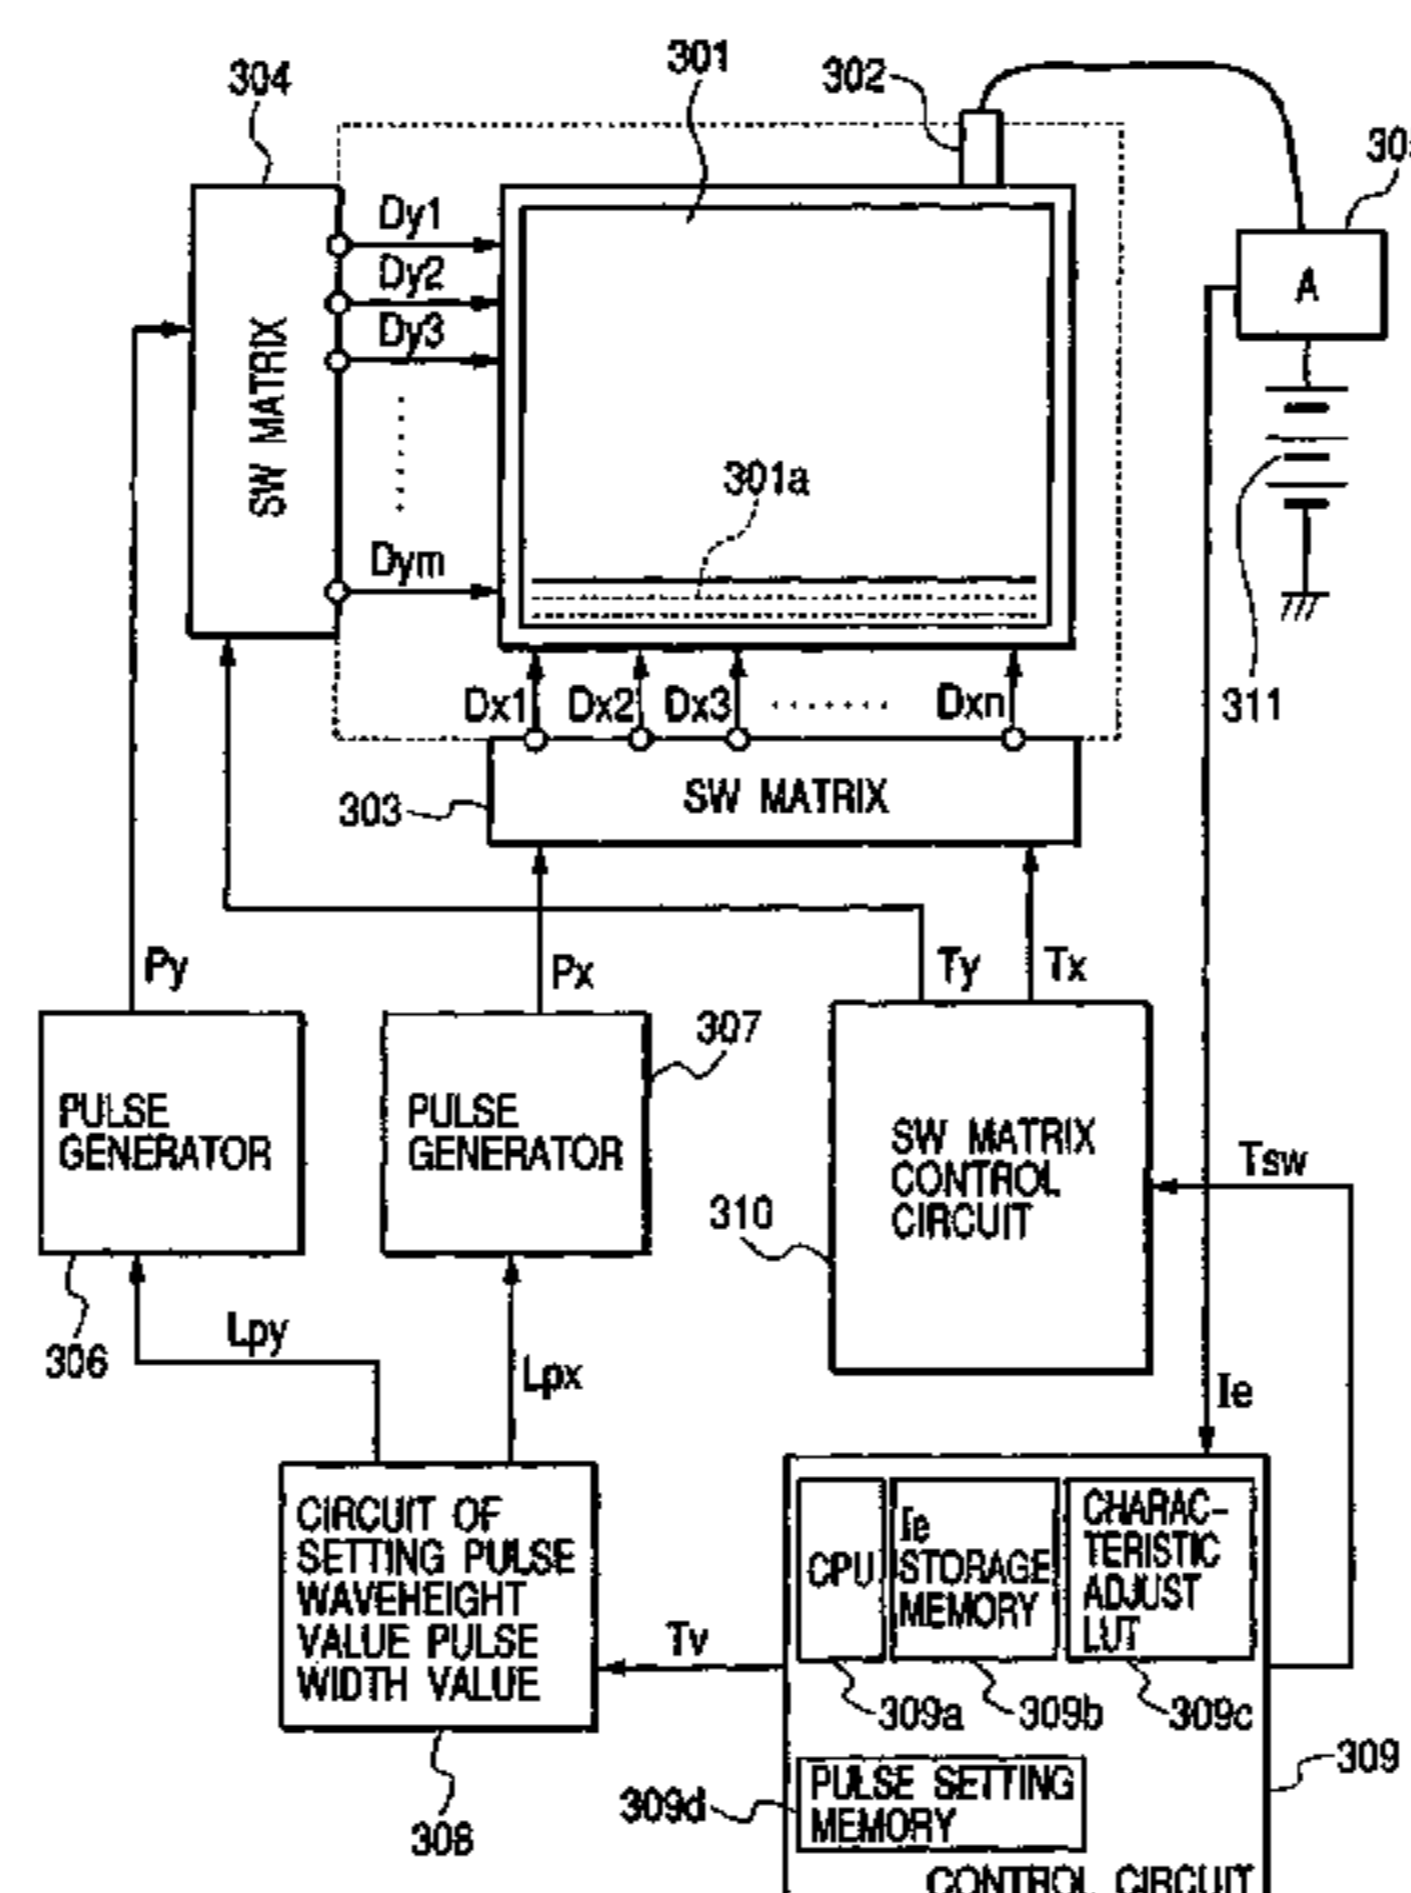 301
302
304
Dy1
A
Dy2
Dy3
SW MATRIX
301a
Dym
Dx1
Dx2
Dx3
Dxn
311
303
SW MATRIX
Py
Px
Ty
Tx
307
PULSE
GENERATOR
PULSE
GENERATOR
SW MATRIX
CONTROL
CIRCUIT
Tsw
310
306
Lpy
Lpx
Ie
CIRCUIT OF
SETTING PULSE
WAVEHEIGHT
VALUE PULSE
WIDTH VALUE
Tv
CPU
Ie
STORAGE
MEMORY
CHARAC-
TERISTIC
ADJUST
LUT
309a
309b
309c
309
309d
PULSE SETTING
MEMORY
308
CONTROL CIRCUIT